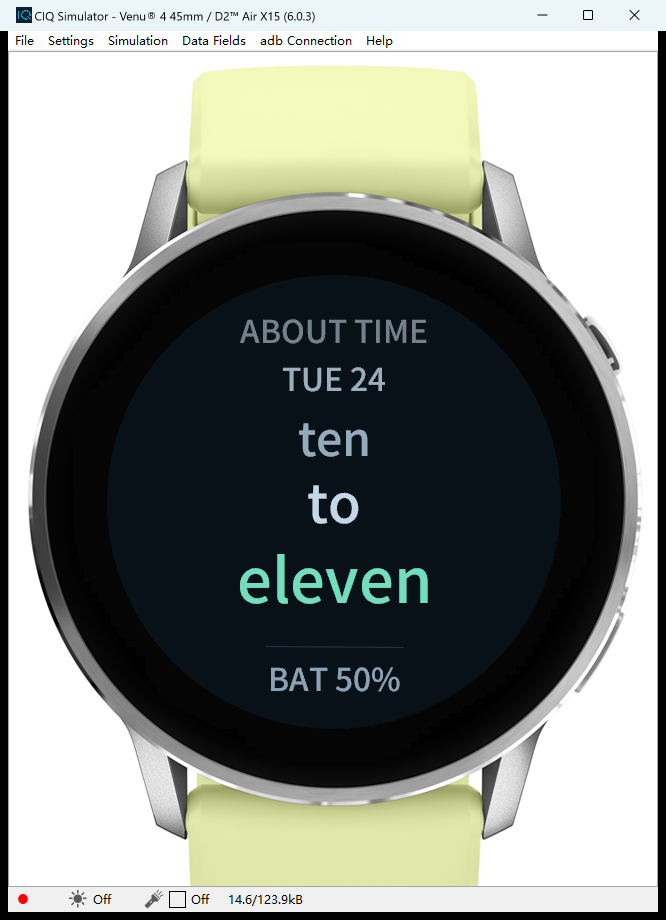 CIQ Simulator - Venu® 4 45mm / D2™ Air X15 (6.0.3)
File Settings Simulation Data Fields adb Connection Help
ABOUT TIME
TUE 24
ten
to
eleven
BAT 50%
Off Off 14.6/123.9kB